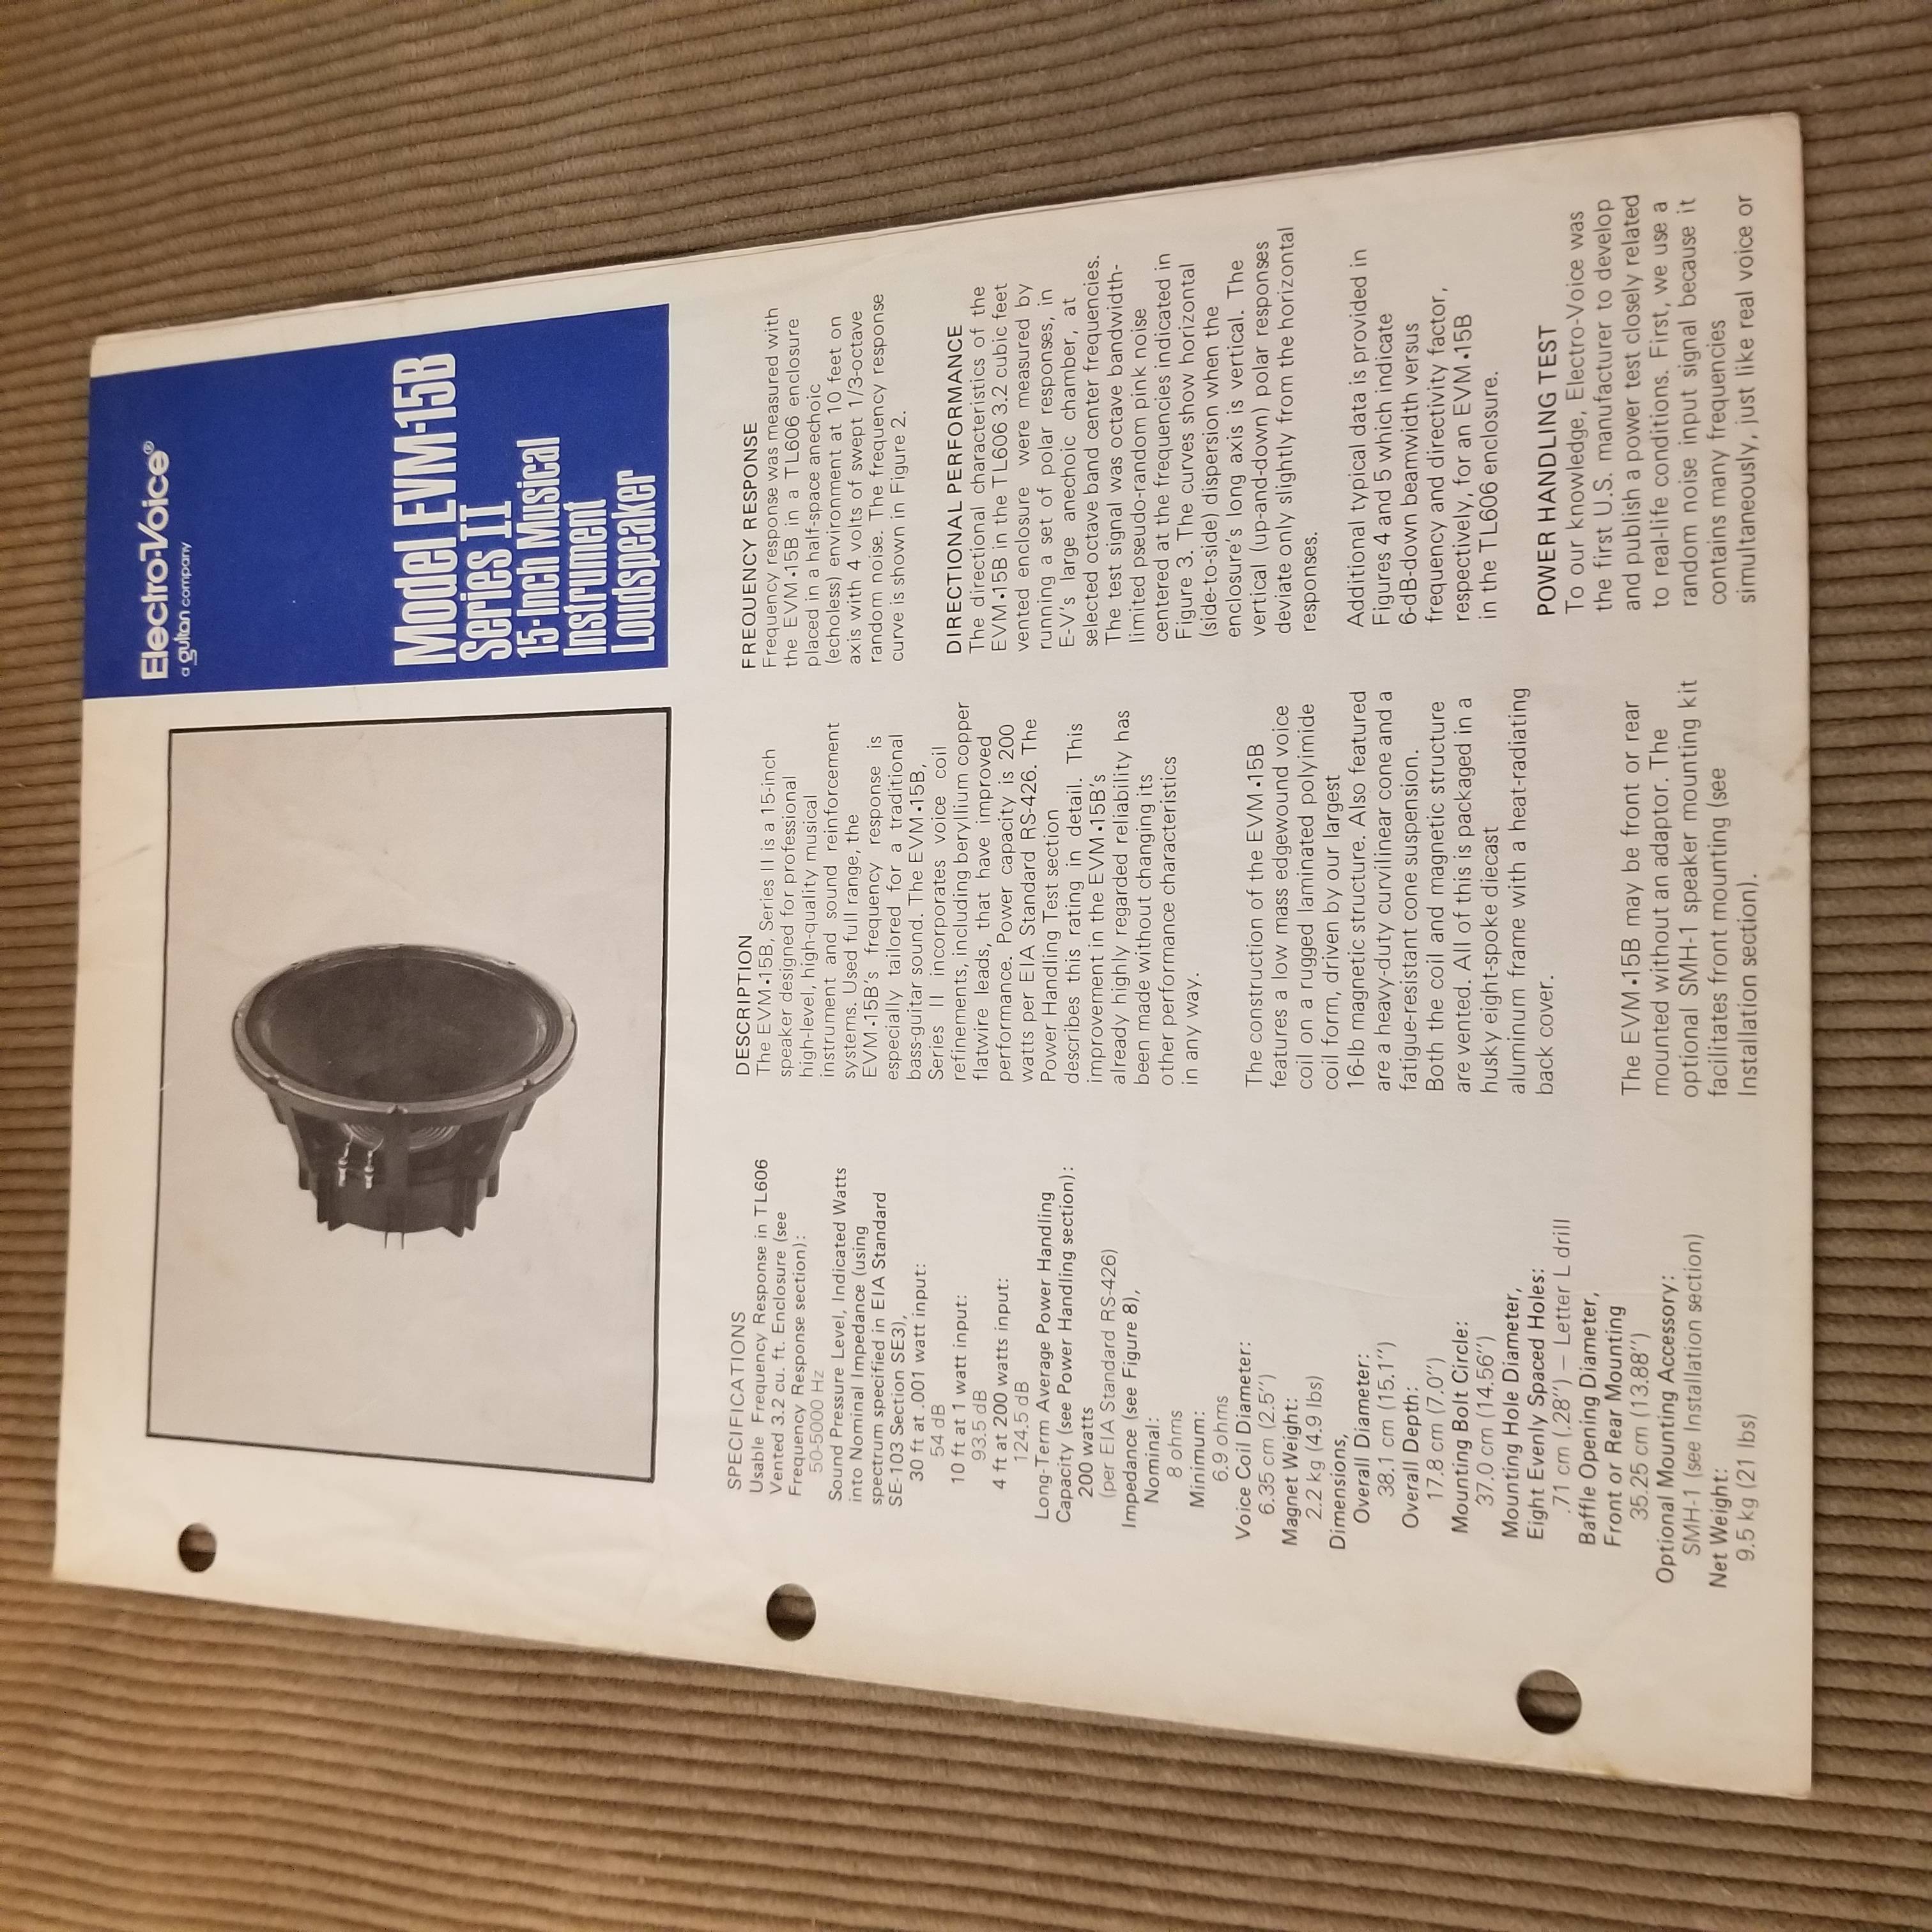 Electro-Voice®
a gulton company
Model EVM•15B
Series II
15-Inch Musical
Instrument
Loudspeaker
SPECIFICATIONS
Usable Frequency Response in TL606
Vented 3.2 cu. ft. Enclosure (see
Frequency Response section):
50-5000 Hz
Sound Pressure Level, Indicated Watts
into Nominal Impedance (using
spectrum specified in EIA Standard
SE-103 Section SE3),
30 ft at .001 watt input:
54 dB
10 ft at 1 watt input:
93.5 dB
4 ft at 200 watts input:
124.5 dB
Long-Term Average Power Handling
Capacity (see Power Handling section):
200 watts
(per EIA Standard RS-426)
Impedance (see Figure 8),
Nominal:
8 ohms
Minimum:
6.9 ohms
Voice Coil Diameter:
6.35 cm (2.5")
Magnet Weight:
2.2 kg (4.9 lbs)
Dimensions,
Overall Diameter:
38.1 cm (15.1")
Overall Depth:
17.8 cm (7.0")
Mounting Bolt Circle:
37.0 cm (14.56")
Mounting Hole Diameter,
Eight Evenly Spaced Holes:
.71 cm (.28") — Letter L drill
Baffle Opening Diameter,
Front or Rear Mounting
35.25 cm (13.88")
Optional Mounting Accessory:
SMH-1 (see Installation section)
Net Weight:
9.5 kg (21 lbs)
DESCRIPTION
The EVM•15B, Series II is a 15-inch
speaker designed for professional
high-level, high-quality musical
instrument and sound reinforcement
systems. Used full range, the
EVM•15B's frequency response is
especially tailored for a traditional
bass-guitar sound. The EVM•15B,
Series II incorporates voice coil
refinements, including beryllium copper
flatwire leads, that have improved
performance. Power capacity is 200
watts per EIA Standard RS-426. The
Power Handling Test section
describes this rating in detail. This
improvement in the EVM•15B's
already highly regarded reliability has
been made without changing its
other performance characteristics
in any way.
The construction of the EVM•15B
features a low mass edgewound voice
coil on a rugged laminated polyimide
coil form, driven by our largest
16-lb magnetic structure. Also featured
are a heavy-duty curvilinear cone and a
fatigue-resistant cone suspension.
Both the coil and magnetic structure
are vented. All of this is packaged in a
husky eight-spoke diecast
aluminum frame with a heat-radiating
back cover.
The EVM•15B may be front or rear
mounted without an adaptor. The
optional SMH-1 speaker mounting kit
facilitates front mounting (see
Installation section).
FREQUENCY RESPONSE
Frequency response was measured with
the EVM•15B in a TL606 enclosure
placed in a half-space anechoic
(echoless) environment at 10 feet on
axis with 4 volts of swept 1/3-octave
random noise. The frequency response
curve is shown in Figure 2.
DIRECTIONAL PERFORMANCE
The directional characteristics of the
EVM•15B in the TL606 3.2 cubic feet
vented enclosure were measured by
running a set of polar responses, in
E-V's large anechoic chamber, at
selected octave band center frequencies.
The test signal was octave bandwidth-
limited pseudo-random pink noise
centered at the frequencies indicated in
Figure 3. The curves show horizontal
(side-to-side) dispersion when the
enclosure's long axis is vertical. The
vertical (up-and-down) polar responses
deviate only slightly from the horizontal
responses.
Additional typical data is provided in
Figures 4 and 5 which indicate
6-dB-down beamwidth versus
frequency and directivity factor,
respectively, for an EVM•15B
in the TL606 enclosure.
POWER HANDLING TEST
To our knowledge, Electro-Voice was
the first U.S. manufacturer to develop
and publish a power test closely related
to real-life conditions. First, we use a
random noise input signal because it
contains many frequencies
simultaneously, just like real voice or